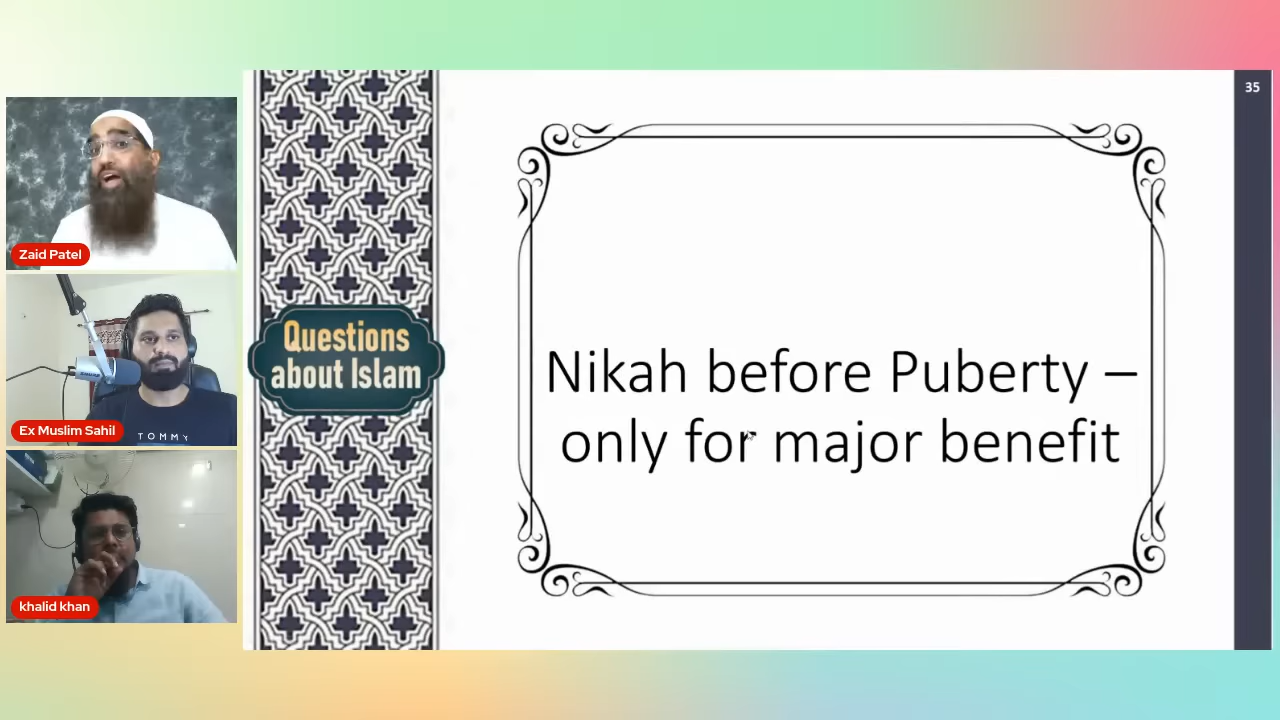 Zaid Patel
Ex Muslim Sahil
TOMMY
khalid khan
Questions
about Islam
35
Nikah before Puberty –
only for major benefit